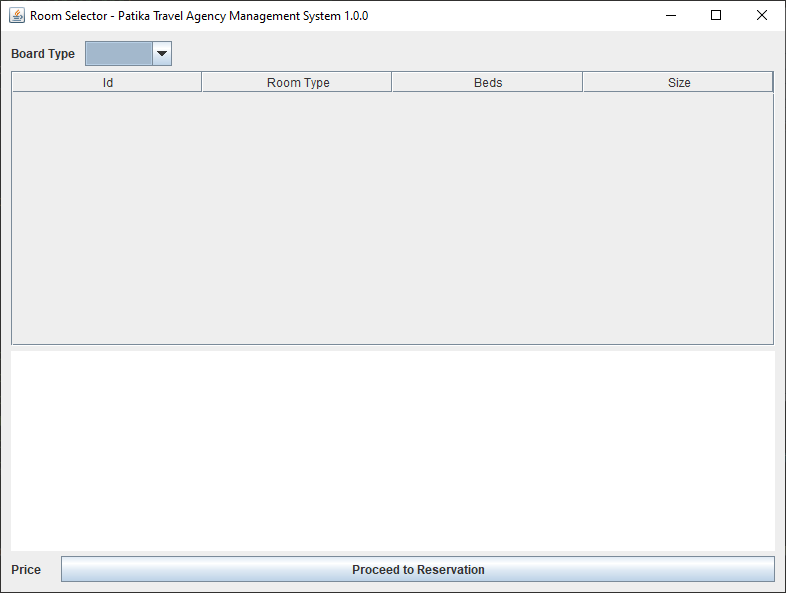 Room Selector - Patika Travel Agency Management System 1.0.0
Board Type
Id Room Type Beds Size
Price Proceed to Reservation